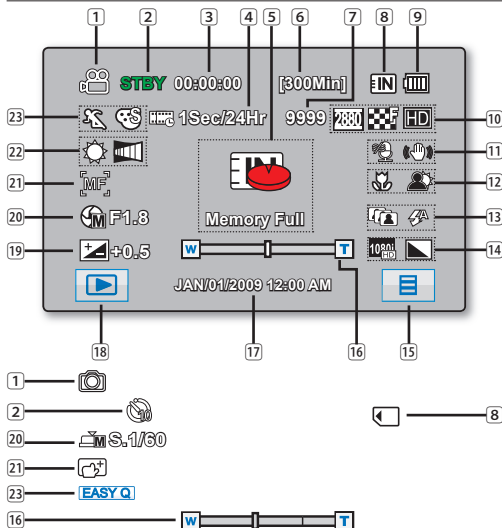 1 2 3 4 5 6 7 8 9
STBY 00:00:00 [300Min] IN
23 S 1Sec/24Hr 9999 2880 F HD 10
22 11
21 MF 12
IN
20 M F1.8 Memory Full 13 A
19 +0.5 W T 1080i HD 14
JAN/01/2009 12:00 AM
18 17 16 15
1
2 10 8
20 M S.1/60
21
23 EASY Q
16 W T